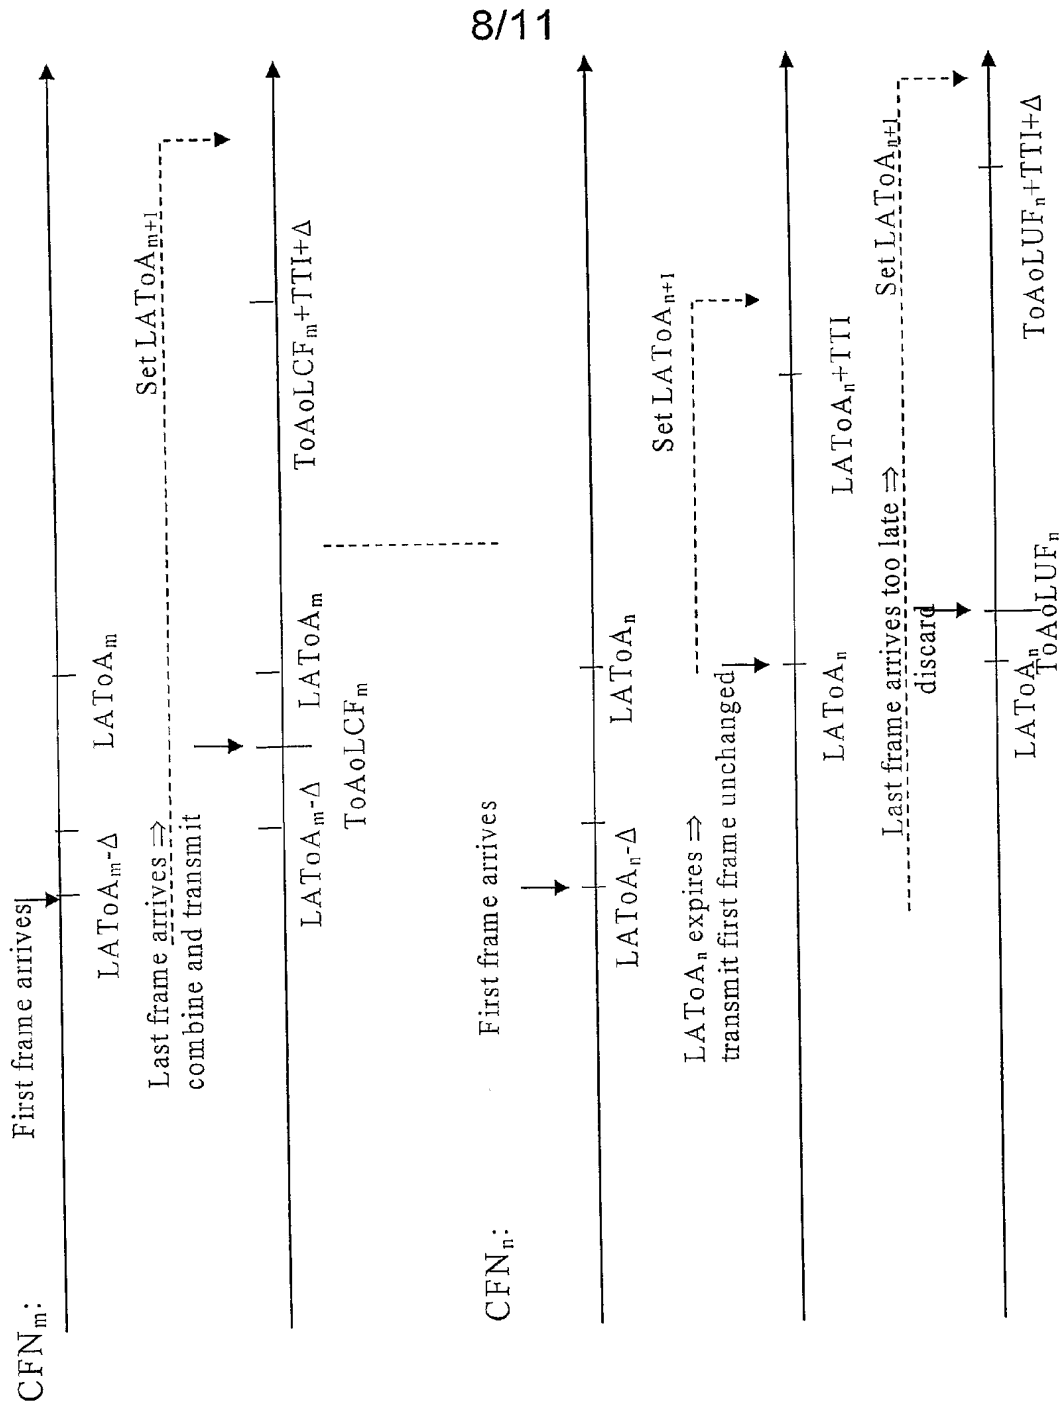 8/11
CFNm:
First frame arrives
LAToAm-Δ
LAToAm
Last frame arrives ⇒
combine and transmit
Set LAToAm+1
LAToAm-Δ
LAToAm
ToAoLCFm
ToAoLCFm+TTI+Δ
CFNn:
First frame arrives
LAToAn-Δ
LAToAn
LAToAn expires ⇒
transmit first frame unchanged
Set LAToAn+1
LAToAn
LAToAn+TTI
Last frame arrives too late ⇒
discard
Set LAToAn+1
LAToAn
ToAoLUFn
ToAoLUFn+TTI+Δ